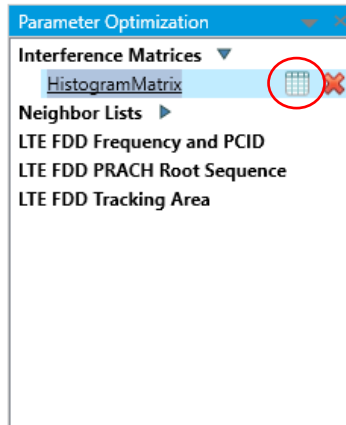 Parameter Optimization
Interference Matrices
HistogramMatrix
Neighbor Lists
LTE FDD Frequency and PCID
LTE FDD PRACH Root Sequence
LTE FDD Tracking Area